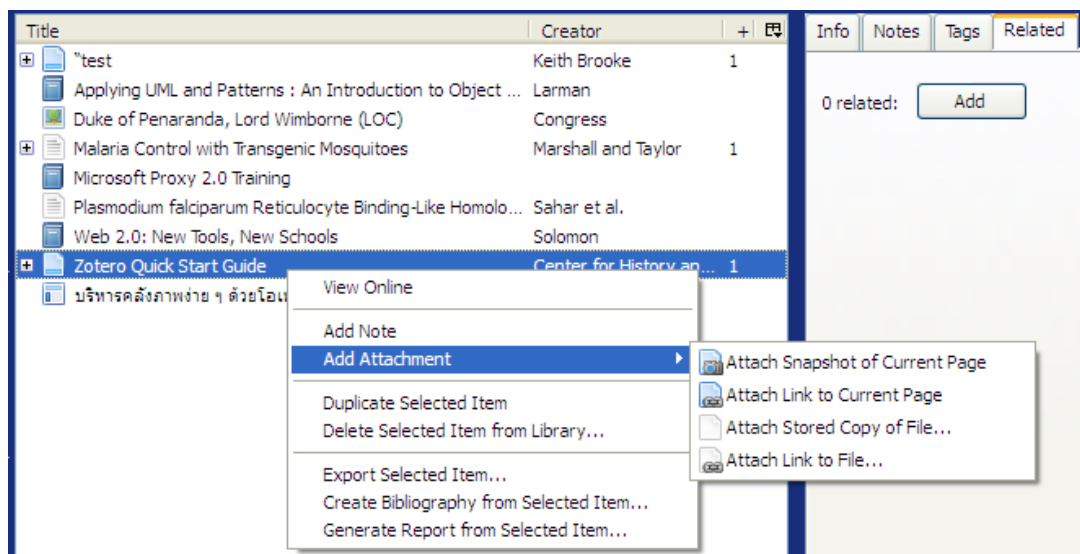 Title Creator +
"test Keith Brooke 1
Applying UML and Patterns : An Introduction to Object ... Larman
Duke of Penaranda, Lord Wimborne (LOC) Congress
Malaria Control with Transgenic Mosquitoes Marshall and Taylor 1
Microsoft Proxy 2.0 Training
Plasmodium falciparum Reticulocyte Binding-Like Homolo... Sahar et al.
Web 2.0: New Tools, New Schools Solomon
Zotero Quick Start Guide Center for History an... 1
บริหารคลังภาพง่าย ๆ ด้วย
View Online
Add Note
Add Attachment
Duplicate Selected Item
Delete Selected Item from Library...
Export Selected Item...
Create Bibliography from Selected Item...
Generate Report from Selected Item...
Attach Snapshot of Current Page
Attach Link to Current Page
Attach Stored Copy of File...
Attach Link to File...
Info Notes Tags Related
0 related: Add